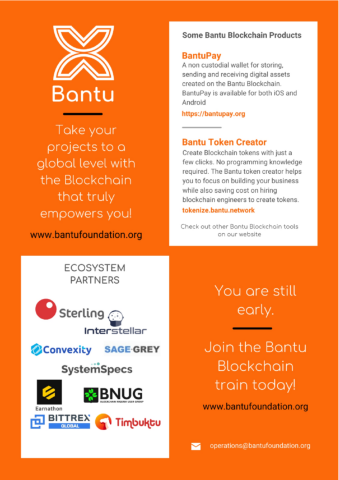 Bantu
Take your
projects to a
global level with
the Blockchain
that truly
empowers you!
www.bantufoundation.org
Some Bantu Blockchain Products
BantuPay
A non custodial wallet for storing,
sending and receiving digital assets
created on the Bantu Blockchain.
BantuPay is available for both iOS and
Android
https://bantupay.org
Bantu Token Creator
Create Blockchain tokens with just a
few clicks. No programming knowledge
required. The Bantu token creator helps
you to focus on building your business
while also saving cost on hiring
blockchain engineers to create tokens.
tokenize.bantu.network
Check out other Bantu Blockchain tools
on our website
ECOSYSTEM
PARTNERS
Sterling
Interstellar
Convexity
SAGE·GREY
SystemSpecs
Earnathon
BNUG
BITTREX
GLOBAL
Timbuktu
You are still
early.
Join the Bantu
Blockchain
train today!
www.bantufoundation.org
operations@bantufoundation.org